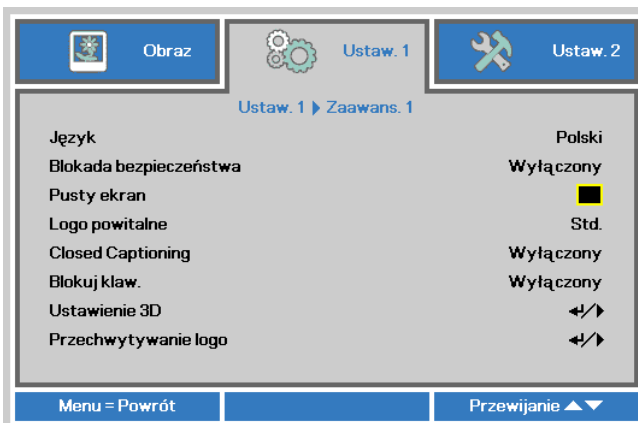 Obraz
Ustaw. 1
Ustaw. 2
Ustaw. 1 ▶ Zaawans. 1
Język Polski
Blokada bezpieczeństwa Wyłączony
Pusty ekran
Logo powitalne Std.
Closed Captioning Wyłączony
Blokuj klaw. Wyłączony
Ustawienie 3D ↵/▶
Przechwytywanie logo ↵/▶
Menu = Powrót Przewijanie ▲▼